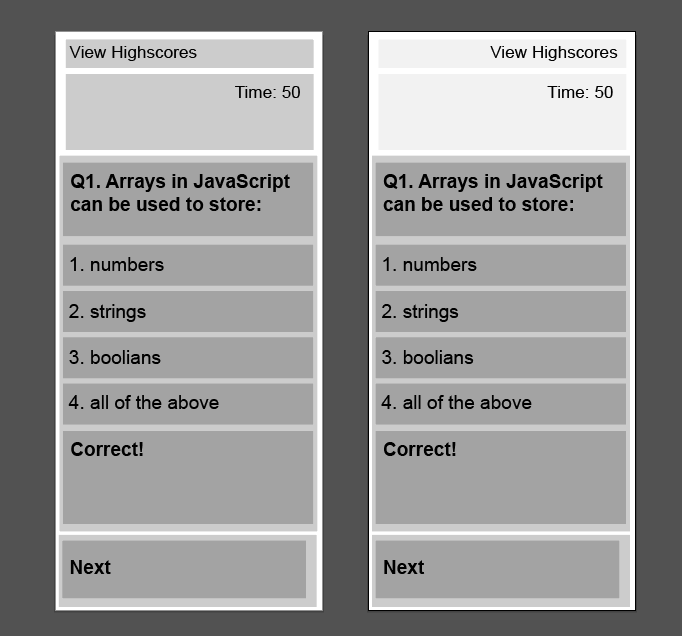 View Highscores
Time: 50
Q1. Arrays in JavaScript
can be used to store:
1. numbers
2. strings
3. boolians
4. all of the above
Correct!
Next
View Highscores
Time: 50
Q1. Arrays in JavaScript
can be used to store:
1. numbers
2. strings
3. boolians
4. all of the above
Correct!
Next